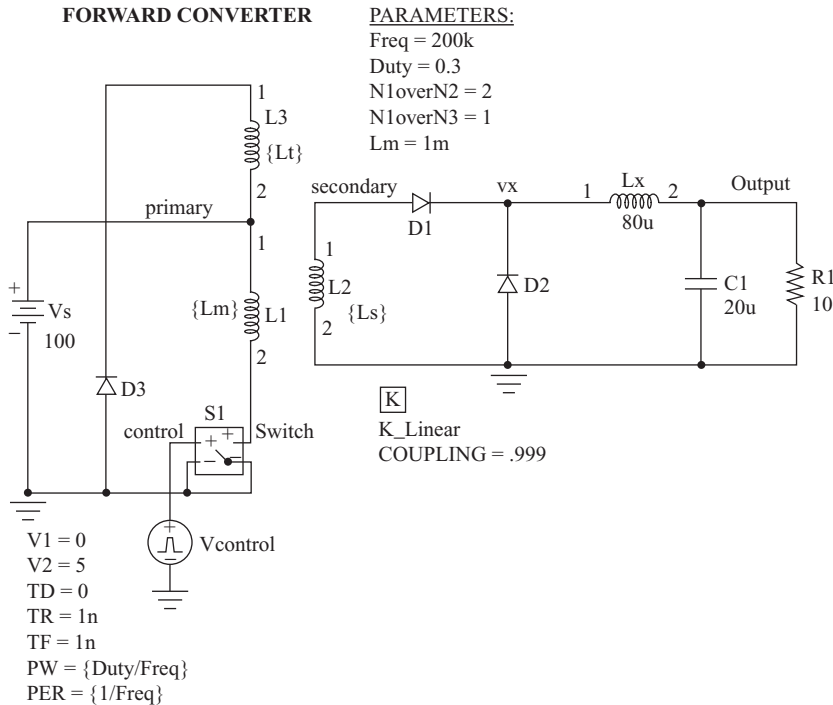 FORWARD CONVERTER
PARAMETERS:
Freq = 200k
Duty = 0.3
N1overN2 = 2
N1overN3 = 1
Lm = 1m
1
L3
{Lt}
2
primary
1
{Lm}
L1
2
+
Vs
−
100
D3
S1
control
Switch
+ +
− −
+
Vcontrol
−
secondary
D1
vx
1
Lx
2
80u
Output
1
L2
{Ls}
2
D2
C1
20u
R1
10
K
K_Linear
COUPLING = .999
V1 = 0
V2 = 5
TD = 0
TR = 1n
TF = 1n
PW = {Duty/Freq}
PER = {1/Freq}